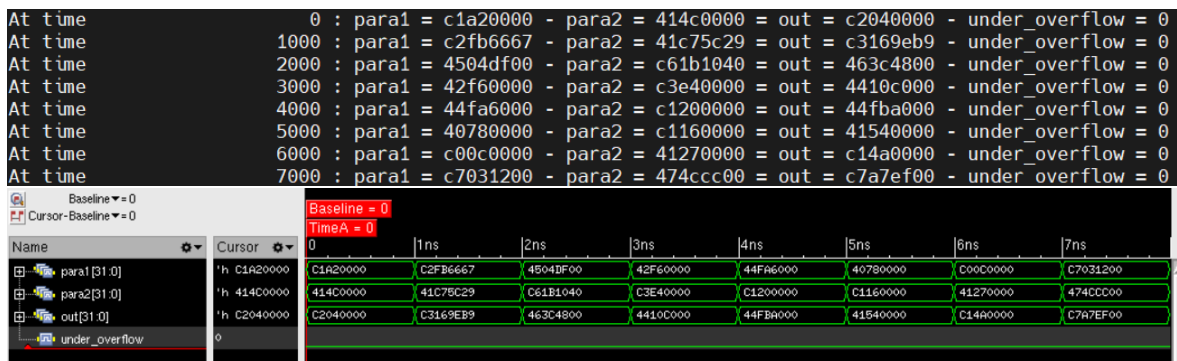 At time 0 : para1 = c1a20000 - para2 = 414c0000 = out = c2040000 - under_overflow = 0
At time 1000 : para1 = c2fb6667 - para2 = 41c75c29 = out = c3169eb9 - under_overflow = 0
At time 2000 : para1 = 4504df00 - para2 = c61b1040 = out = 463c4800 - under_overflow = 0
At time 3000 : para1 = 42f60000 - para2 = c3e40000 = out = 4410c000 - under_overflow = 0
At time 4000 : para1 = 44fa6000 - para2 = c1200000 = out = 44fba000 - under_overflow = 0
At time 5000 : para1 = 40780000 - para2 = c1160000 = out = 41540000 - under_overflow = 0
At time 6000 : para1 = c00c0000 - para2 = 41270000 = out = c14a0000 - under_overflow = 0
At time 7000 : para1 = c7031200 - para2 = 474ccc00 = out = c7a7ef00 - under_overflow = 0
Baseline ▾ = 0
Cursor-Baseline ▾ = 0
Baseline = 0
TimeA = 0
Name Cursor 0 1ns 2ns 3ns 4ns 5ns 6ns 7ns
para1[31:0] 'h C1A20000 C1A20000 C2FB6667 4504DF00 42F60000 44FA6000 40780000 C00C0000 C7031200
para2[31:0] 'h 414C0000 414C0000 41C75C29 C61B1040 C3E40000 C1200000 C1160000 41270000 474CCC00
out[31:0] 'h C2040000 C2040000 C3169EB9 463C4800 4410C000 44FBA000 41540000 C14A0000 C7A7EF00
under_overflow 0